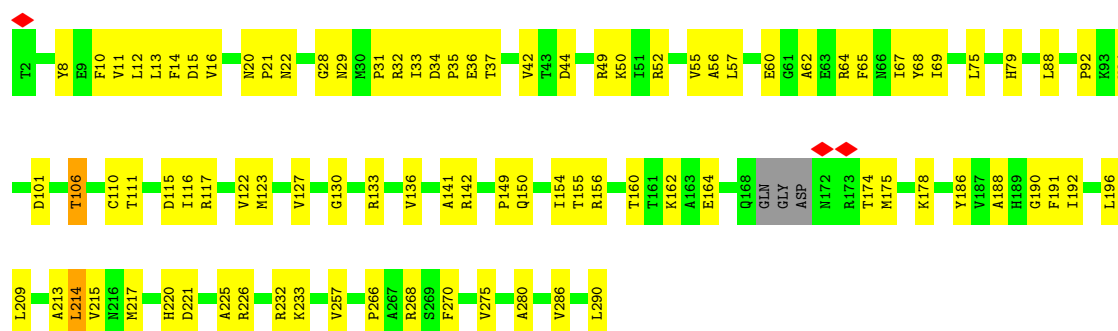 T2 Y8 E9 F10 V11 L12 L13 F14 D15 V16 N20 P21 N22 G28 N29 M30 P31 R32 I33 D34 P35 E36 T37 V42 T43 D44 R49 K50 I51 R52 V55 A56 L57 E60 G61 A62 E63 R64 F65 N66 I67 Y68 I69 L75 H79 L88 P92 K93
D101 T106 C110 T111 D115 I116 R117 V122 M123 V127 G130 R133 V136 A141 R142 P149 Q150 I154 T155 R156 T160 T161 K162 A163 E164 Q168 GLN GLY ASP N172 R173 T174 M175 K178 Y186 V187 A188 H189 G190 F191 I192 L196
L209 A213 L214 V215 N216 M217 H220 D221 A225 R226 R232 K233 V257 P266 A267 R268 S269 F270 V275 A280 V286 L290